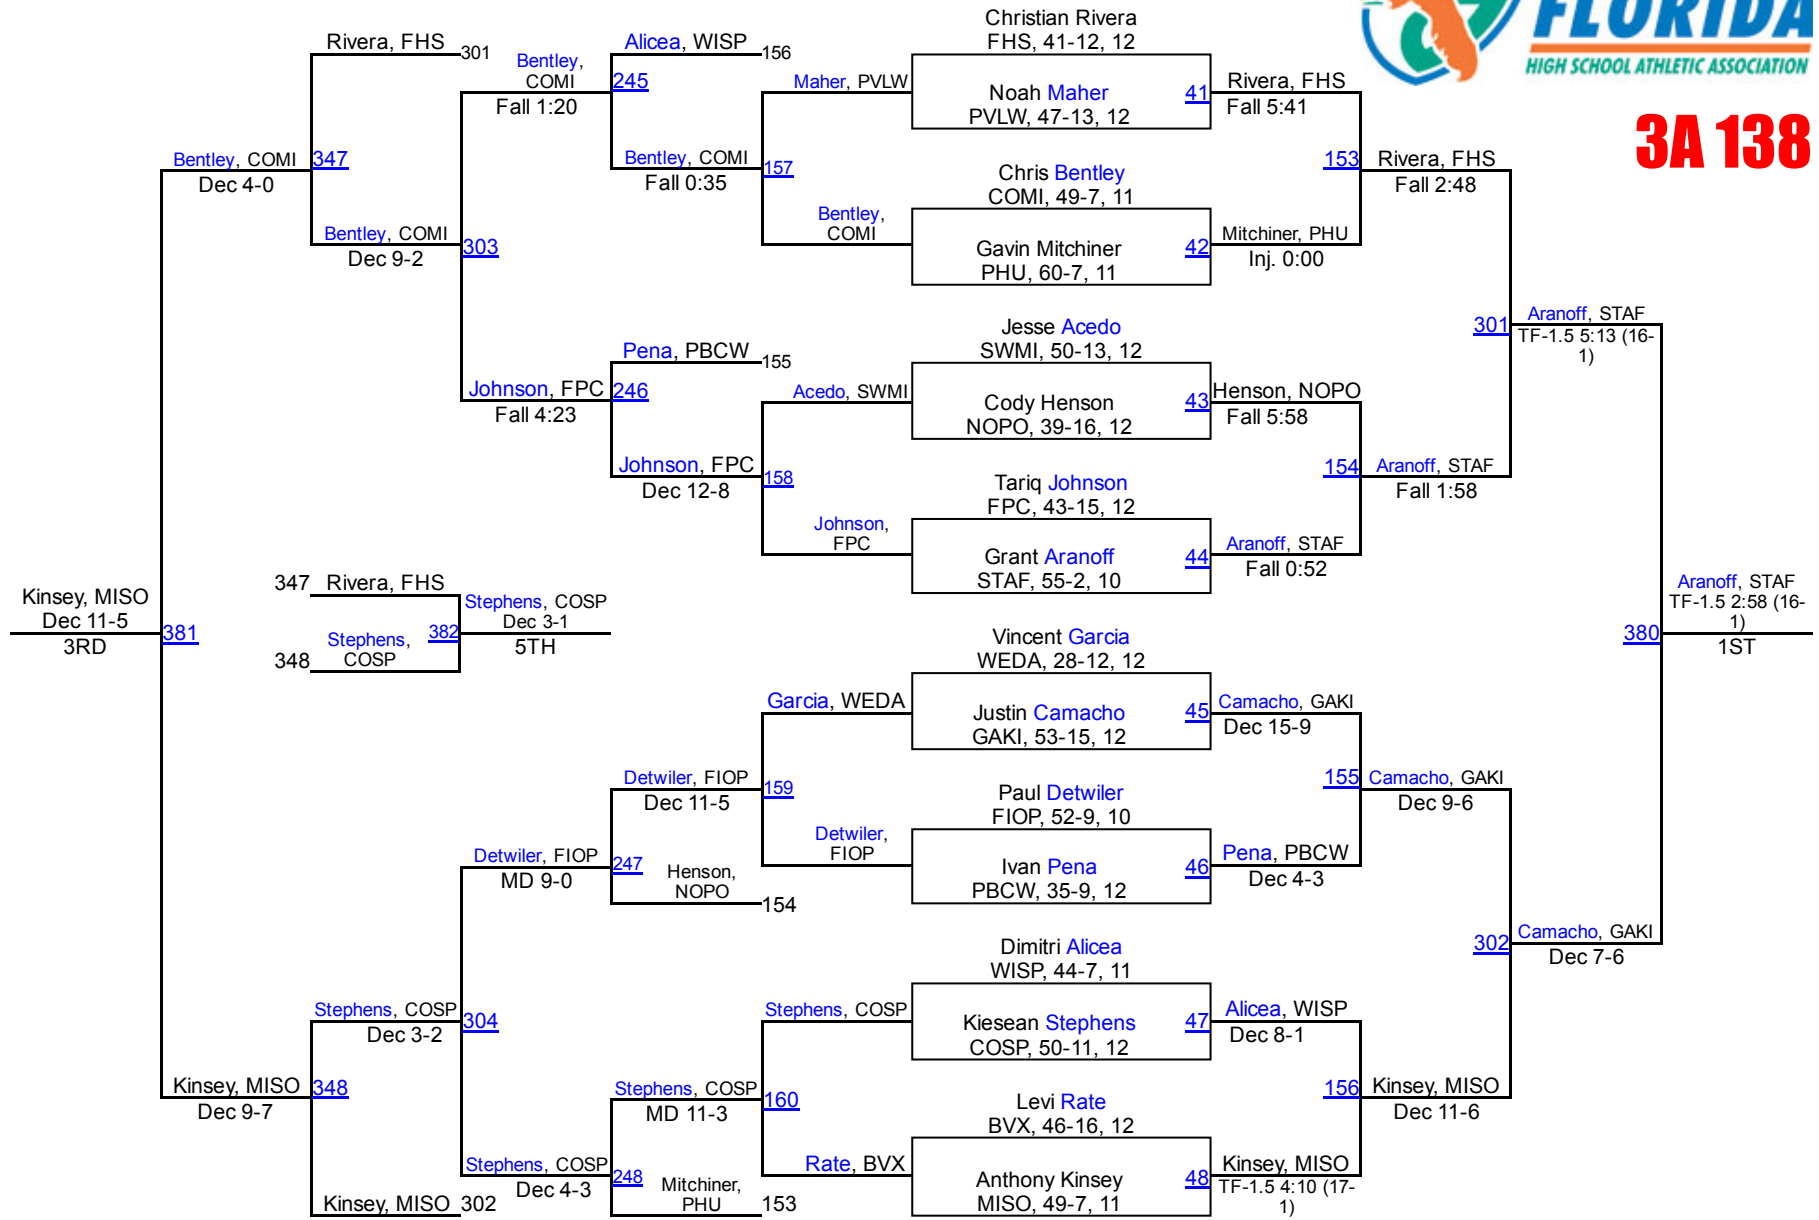 FLORIDA
HIGH SCHOOL ATHLETIC ASSOCIATION
3A 138
Rivera, FHS
301
Bentley, COMI
Dec 4-0
347
Bentley, COMI
Dec 9-2
Bentley,
COMI
Fall 1:20
303
Johnson, FPC
Fall 4:23
Alicea, WISP
156
245
Bentley, COMI
Fall 0:35
Pena, PBCW
155
246
Johnson, FPC
Dec 12-8
Maher, PVLW
157
Bentley,
COMI
Acedo, SWMI
158
Johnson,
FPC
Christian Rivera
FHS, 41-12, 12
Noah Maher
PVLW, 47-13, 12
41
Chris Bentley
COMI, 49-7, 11
Gavin Mitchiner
PHU, 60-7, 11
42
Jesse Acedo
SWMI, 50-13, 12
Cody Henson
NOPO, 39-16, 12
43
Tariq Johnson
FPC, 43-15, 12
Grant Aranoff
STAF, 55-2, 10
44
Rivera, FHS
Fall 5:41
153
Mitchiner, PHU
Inj. 0:00
Henson, NOPO
Fall 5:58
154
Aranoff, STAF
Fall 0:52
Rivera, FHS
Fall 2:48
301
Aranoff, STAF
Fall 1:58
Aranoff, STAF
TF-1.5 5:13 (16-
1)
Kinsey, MISO
Dec 11-5
3RD
381
347
Rivera, FHS
348
Stephens,
COSP
382
Stephens, COSP
Dec 3-1
5TH
380
Aranoff, STAF
TF-1.5 2:58 (16-
1)
1ST
Kinsey, MISO
Dec 9-7
348
Stephens, COSP
Dec 3-2
Kinsey, MISO
302
Detwiler, FIOP
MD 9-0
304
Stephens, COSP
Dec 4-3
Detwiler, FIOP
Dec 11-5
247
Henson,
NOPO
154
Stephens, COSP
MD 11-3
248
Mitchiner,
PHU
153
Garcia, WEDA
159
Detwiler,
FIOP
Stephens, COSP
160
Rate, BVX
Vincent Garcia
WEDA, 28-12, 12
Justin Camacho
GAKI, 53-15, 12
45
Paul Detwiler
FIOP, 52-9, 10
Ivan Pena
PBCW, 35-9, 12
46
Dimitri Alicea
WISP, 44-7, 11
Kiesean Stephens
COSP, 50-11, 12
47
Levi Rate
BVX, 46-16, 12
Anthony Kinsey
MISO, 49-7, 11
48
Camacho, GAKI
Dec 15-9
155
Pena, PBCW
Dec 4-3
Alicea, WISP
Dec 8-1
156
Kinsey, MISO
TF-1.5 4:10 (17-
1)
Camacho, GAKI
Dec 9-6
302
Kinsey, MISO
Dec 11-6
Camacho, GAKI
Dec 7-6